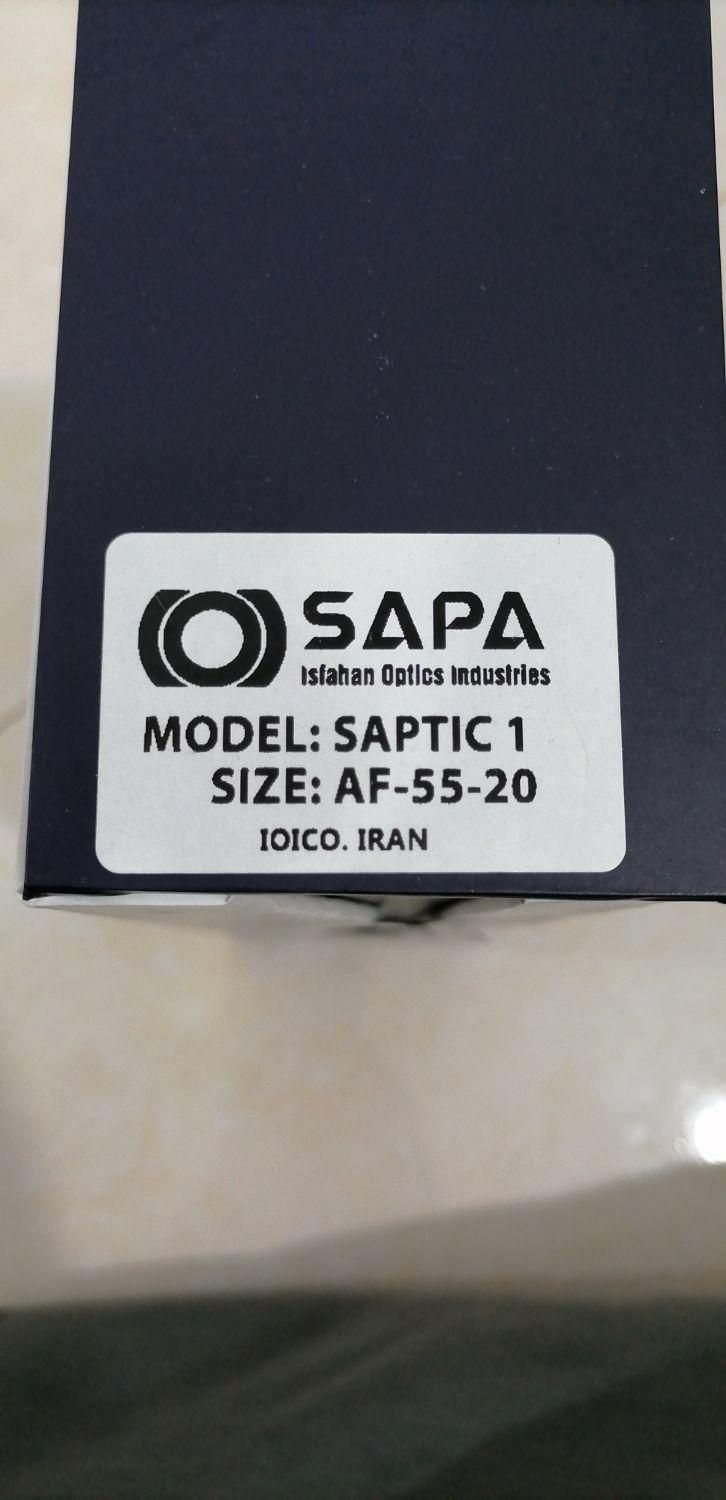 SAPA
Isfahan Optics Industries
MODEL: SAPTIC 1
SIZE: AF-55-20
IOICO. IRAN